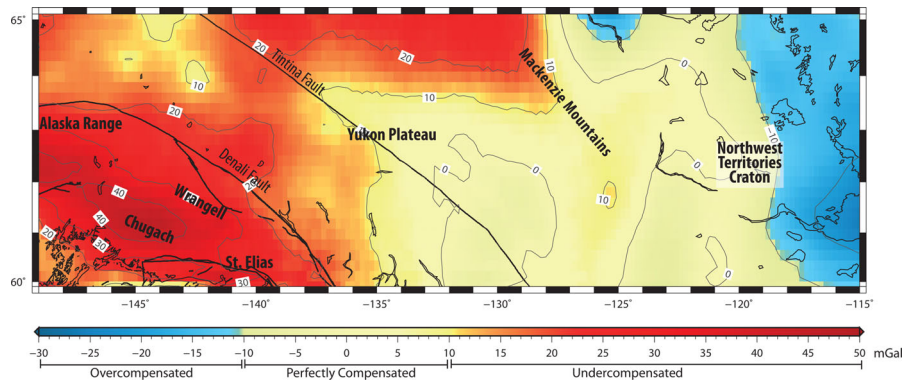 65˚
20
20
Tintina Fault
10
10
Mackenzie Mountains
0
0
20
10
-10
Alaska Range
Yukon Plateau
0
0
0
Northwest
Territories
Craton
Denali Fault
20
40
Wrangell
10
40
Chugach
20
30
St. Elias
30
0
60˚
−145˚ −140˚ −135˚ −130˚ −125˚ −120˚ −115˚
−30 −25 −20 −15 −10 −5 0 5 10 15 20 25 30 35 40 45 50 mGal
Overcompensated Perfectly Compensated Undercompensated